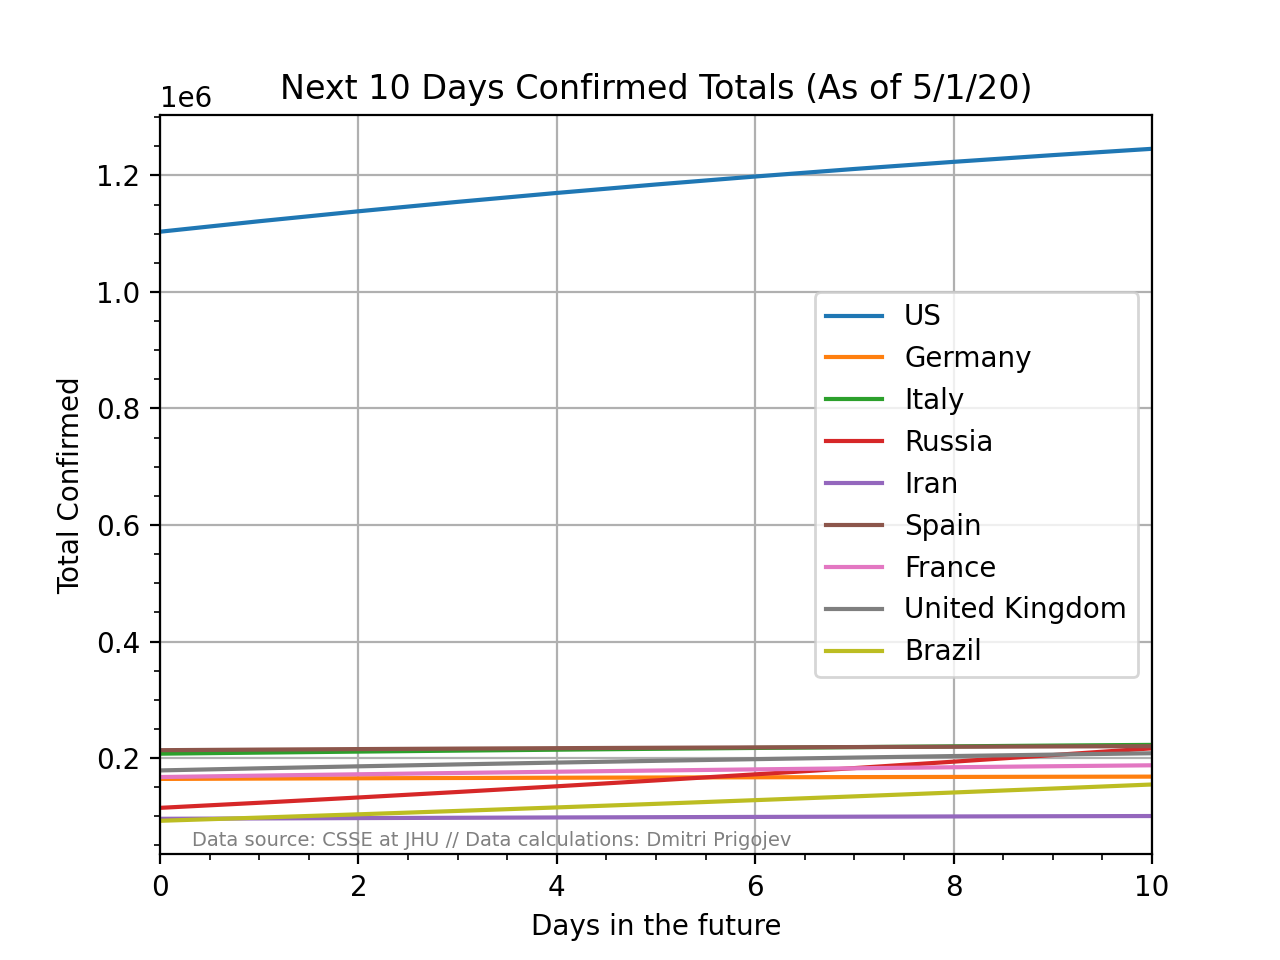 Next 10 Days Confirmed Totals (As of 5/1/20)
1e6
1.2
1.0
0.8
0.6
0.4
0.2
Total Confirmed
US
Germany
Italy
Russia
Iran
Spain
France
United Kingdom
Brazil
Data source: CSSE at JHU // Data calculations: Dmitri Prigojev
0 2 4 6 8 10
Days in the future